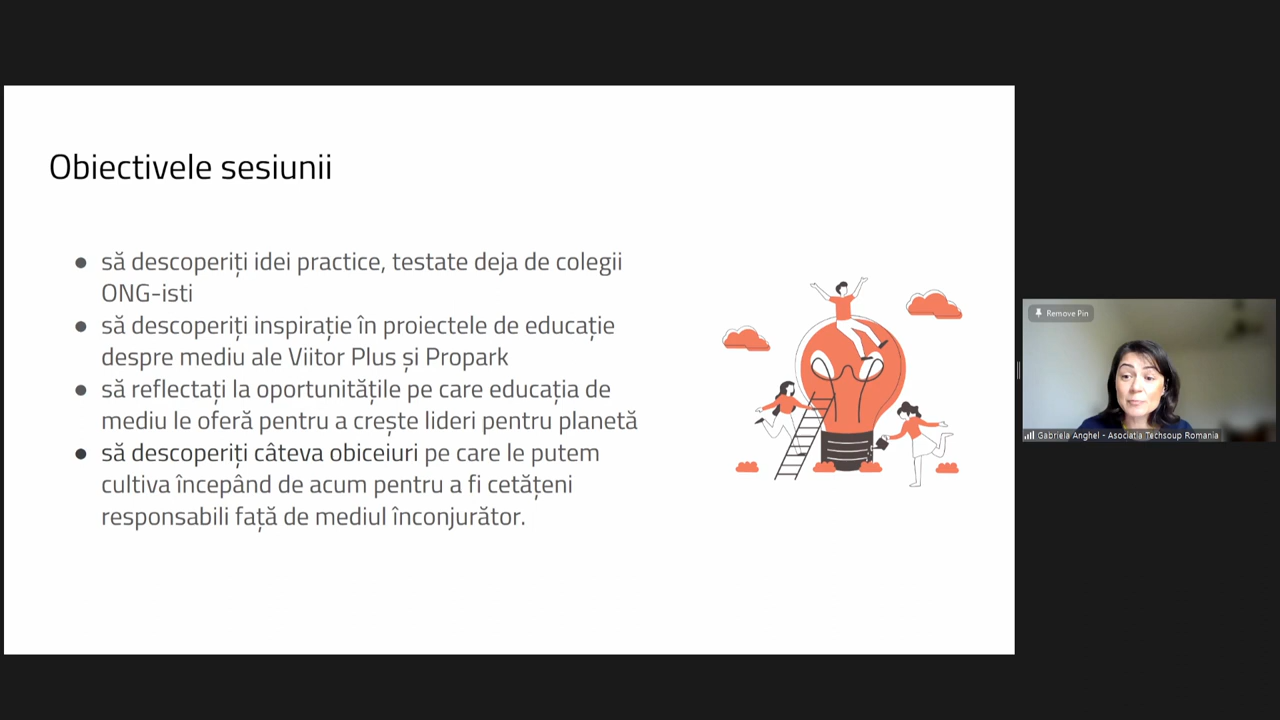 Obiectivele sesiunii
● să descoperiți idei practice, testate deja de colegii
ONG-isti
● să descoperiți inspirație în proiectele de educație
despre mediu ale Viitor Plus și Propark
● să reflectați la oportunitățile pe care educația de
mediu le oferă pentru a crește lideri pentru planetă
● să descoperiți câteva obiceiuri pe care le putem
cultiva începând de acum pentru a fi cetățeni
responsabili față de mediul înconjurător.
Remove Pin
Gabriela Anghel - Asociatia Techsoup Romania